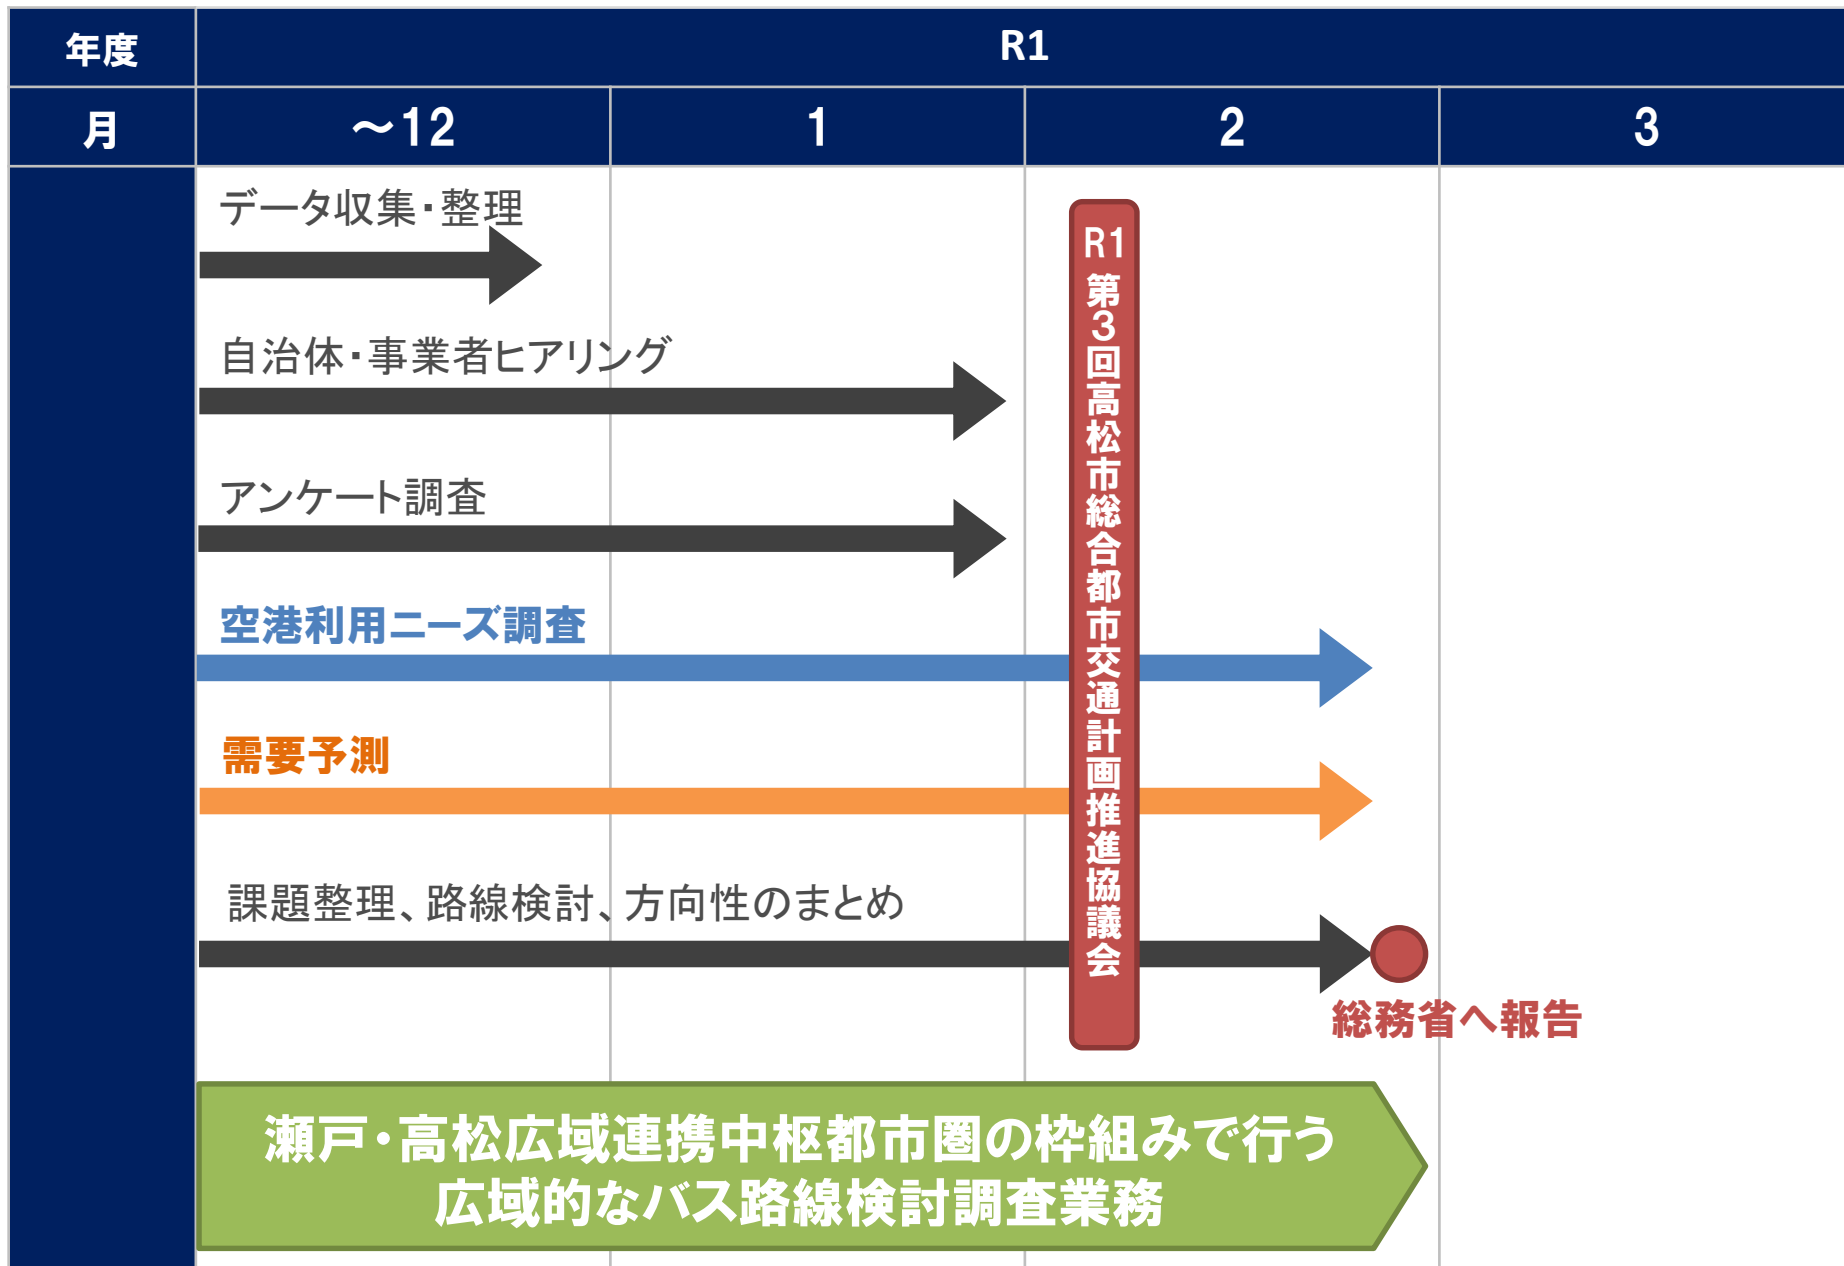 年度
R1
月
～12
1
2
3
データ収集・整理
自治体・事業者ヒアリング
アンケート調査
空港利用ニーズ調査
需要予測
課題整理、路線検討、方向性のまとめ
R1第3回高松市総合都市交通計画推進協議会
総務省へ報告
瀬戸・高松広域連携中枢都市圏の枠組みで行う
広域的なバス路線検討調査業務